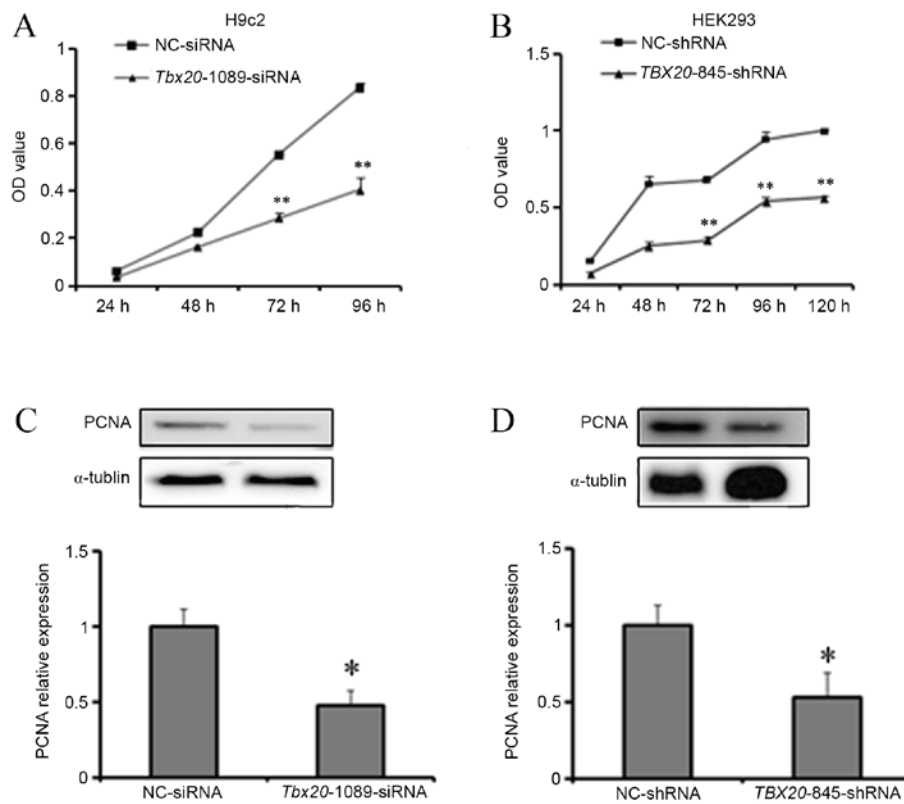 A
H9c2
NC-siRNA
Tbx20-1089-siRNA
OD value
1
0.8
0.6
0.4
0.2
0
**
**
24 h 48 h 72 h 96 h
B
HEK293
NC-shRNA
TBX20-845-shRNA
OD value
1.5
1
0.5
0
**
**
**
24 h 48 h 72 h 96 h 120 h
C
PCNA
α-tublin
PCNA relative expression
1.5
1
0.5
0
*
NC-siRNA Tbx20-1089-siRNA
D
PCNA
α-tublin
PCNA relative expression
1.5
1
0.5
0
*
NC-shRNA TBX20-845-shRNA